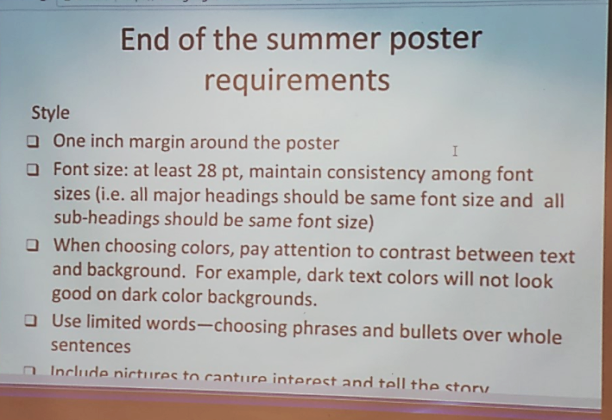 End of the summer poster
requirements
Style
❑ One inch margin around the poster
❑ Font size: at least 28 pt, maintain consistency among font
sizes (i.e. all major headings should be same font size and all
sub-headings should be same font size)
❑ When choosing colors, pay attention to contrast between text
and background. For example, dark text colors will not look
good on dark color backgrounds.
❑ Use limited words—choosing phrases and bullets over whole
sentences
❑ Include pictures to capture interest and tell the story